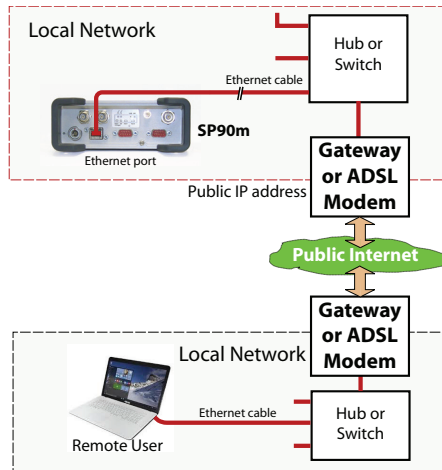 Local Network
Hub or
Switch
Ethernet cable
SP90m
Ethernet port
Gateway
or ADSL
Modem
Public IP address
Public Internet
Gateway
or ADSL
Modem
Local Network
Ethernet cable
Hub or
Switch
Remote User